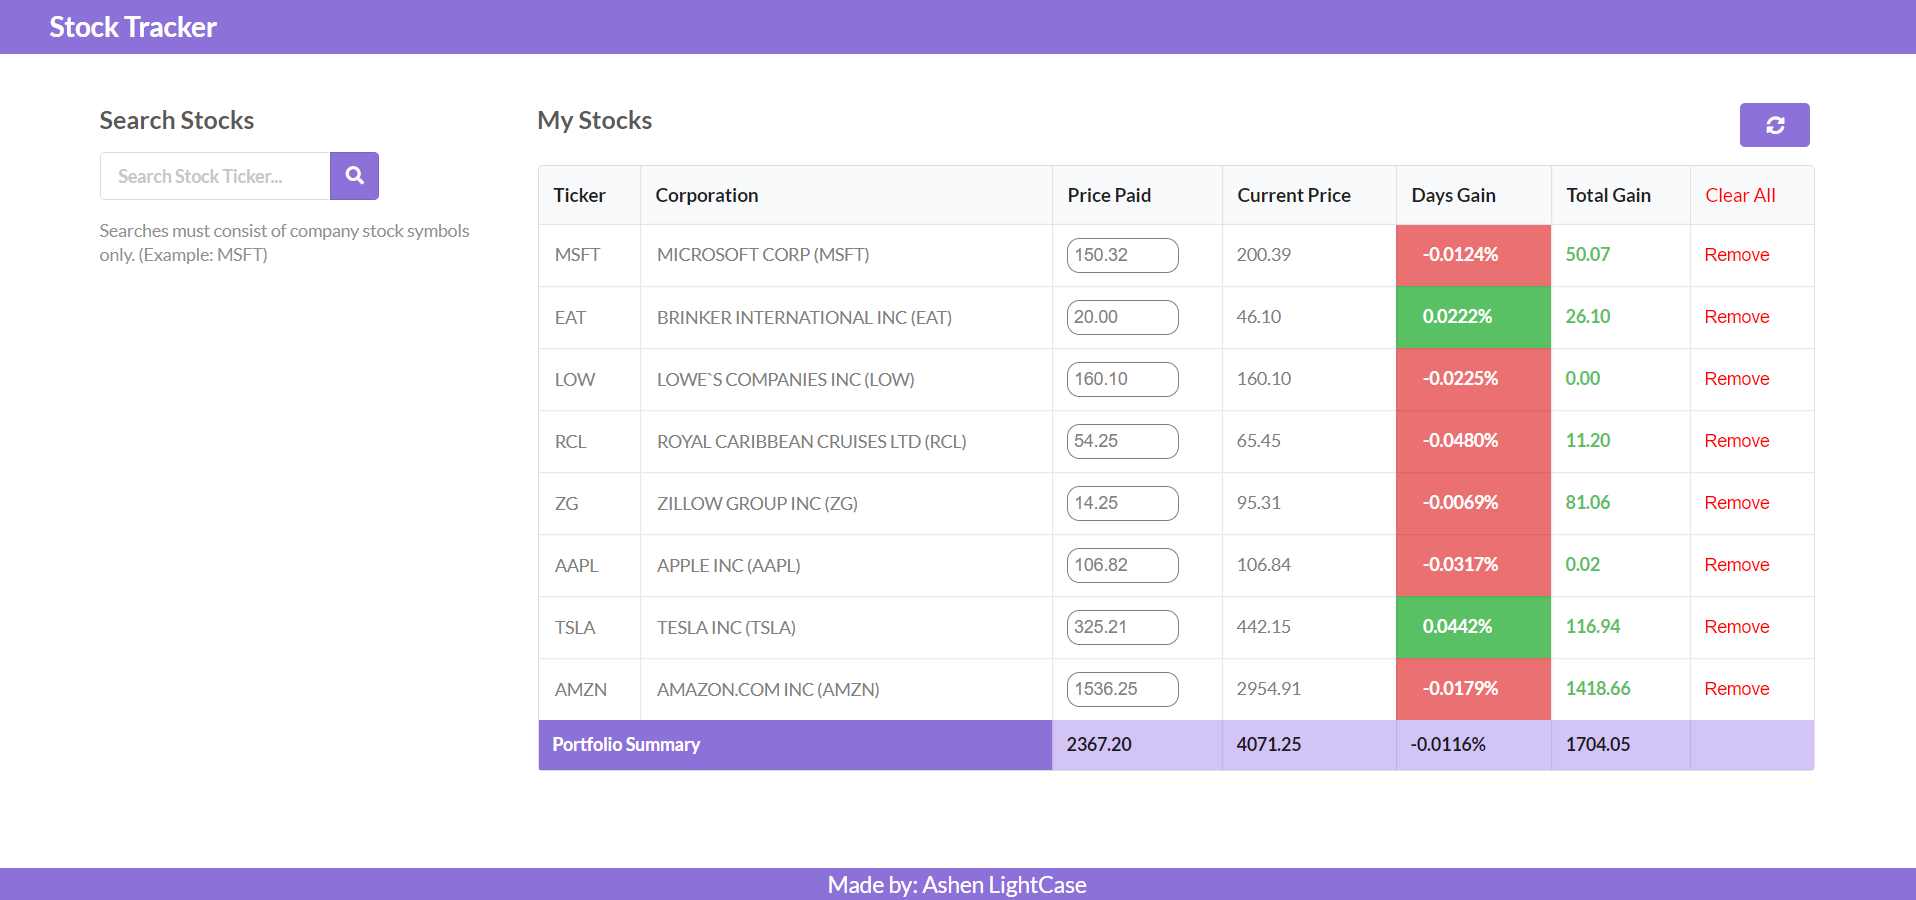 Stock Tracker
Search Stocks
Search Stock Ticker...
Searches must consist of company stock symbols
only. (Example: MSFT)
My Stocks
Ticker Corporation Price Paid Current Price Days Gain Total Gain Clear All
MSFT MICROSOFT CORP (MSFT) 150.32 200.39 -0.0124% 50.07 Remove
EAT BRINKER INTERNATIONAL INC (EAT) 20.00 46.10 0.0222% 26.10 Remove
LOW LOWE`S COMPANIES INC (LOW) 160.10 160.10 -0.0225% 0.00 Remove
RCL ROYAL CARIBBEAN CRUISES LTD (RCL) 54.25 65.45 -0.0480% 11.20 Remove
ZG ZILLOW GROUP INC (ZG) 14.25 95.31 -0.0069% 81.06 Remove
AAPL APPLE INC (AAPL) 106.82 106.84 -0.0317% 0.02 Remove
TSLA TESLA INC (TSLA) 325.21 442.15 0.0442% 116.94 Remove
AMZN AMAZON.COM INC (AMZN) 1536.25 2954.91 -0.0179% 1418.66 Remove
Portfolio Summary 2367.20 4071.25 -0.0116% 1704.05
Made by: Ashen LightCase